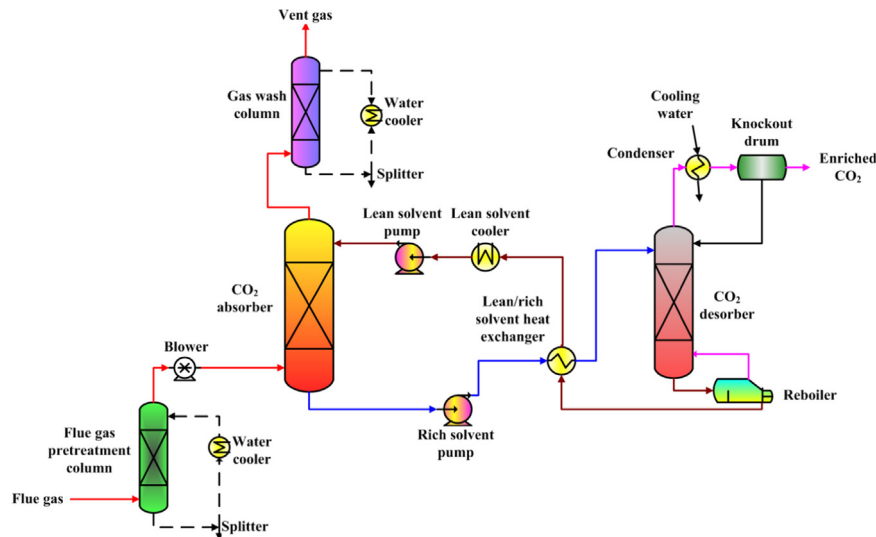 Vent gas
Gas wash
column
Water
cooler
Splitter
Cooling
water
Condenser
Knockout
drum
Enriched
CO₂
Lean solvent
pump
Lean solvent
cooler
CO₂
absorber
Lean/rich
solvent heat
exchanger
CO₂
desorber
Blower
Reboiler
Rich solvent
pump
Flue gas
pretreatment
column
Water
cooler
Flue gas
Splitter